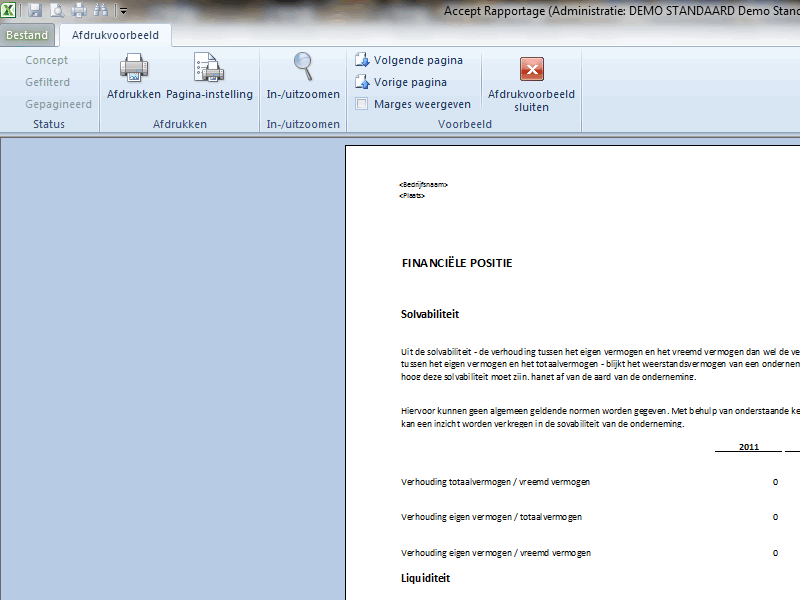 Accept Rapportage (Administratie: DEMO STANDAARD Demo Stand
Bestand
Afdrukvoorbeeld
Concept
Gefilterd
Gepagineerd
Status
Afdrukken
Pagina-instelling
Afdrukken
In-/uitzoomen
In-/uitzoomen
Volgende pagina
Vorige pagina
Marges weergeven
Afdrukvoorbeeld
sluiten
Voorbeeld
<Bedrijfsnaam>
<Plaats>
FINANCIËLE POSITIE
Solvabiliteit
Uit de solvabiliteit - de verhouding tussen het eigen vermogen en het vreemd vermogen dan wel de ve
tussen het eigen vermogen en het totaalvermogen - blijkt het weerstandsvermogen van een ondernem
hoog deze solvabiliteit moet zijn, hangt af van de aard van de onderneming.
Hiervoor kunnen geen algemeen geldende normen worden gegeven. Met behulp van onderstaande ke
kan een inzicht worden verkregen in de sovabiliteit van de onderneming.
2011
Verhouding totaalvermogen / vreemd vermogen 0
Verhouding eigen vermogen / totaalvermogen 0
Verhouding eigen vermogen / vreemd vermogen 0
Liquiditeit